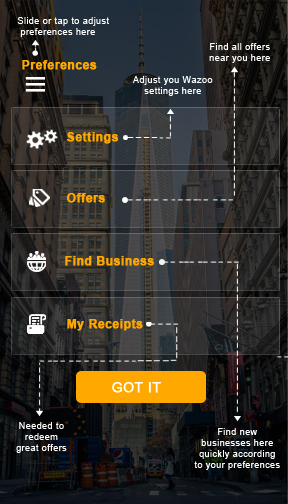 Slide or tap to adjust
preferences here
Find all offers
near you here
Preferences
Adjust you Wazoo
settings here
Settings
Offers
Find Business
My Receipts
GOT IT
Needed to
redeem
great offers
Find new
businesses here
quickly according
to your preferences